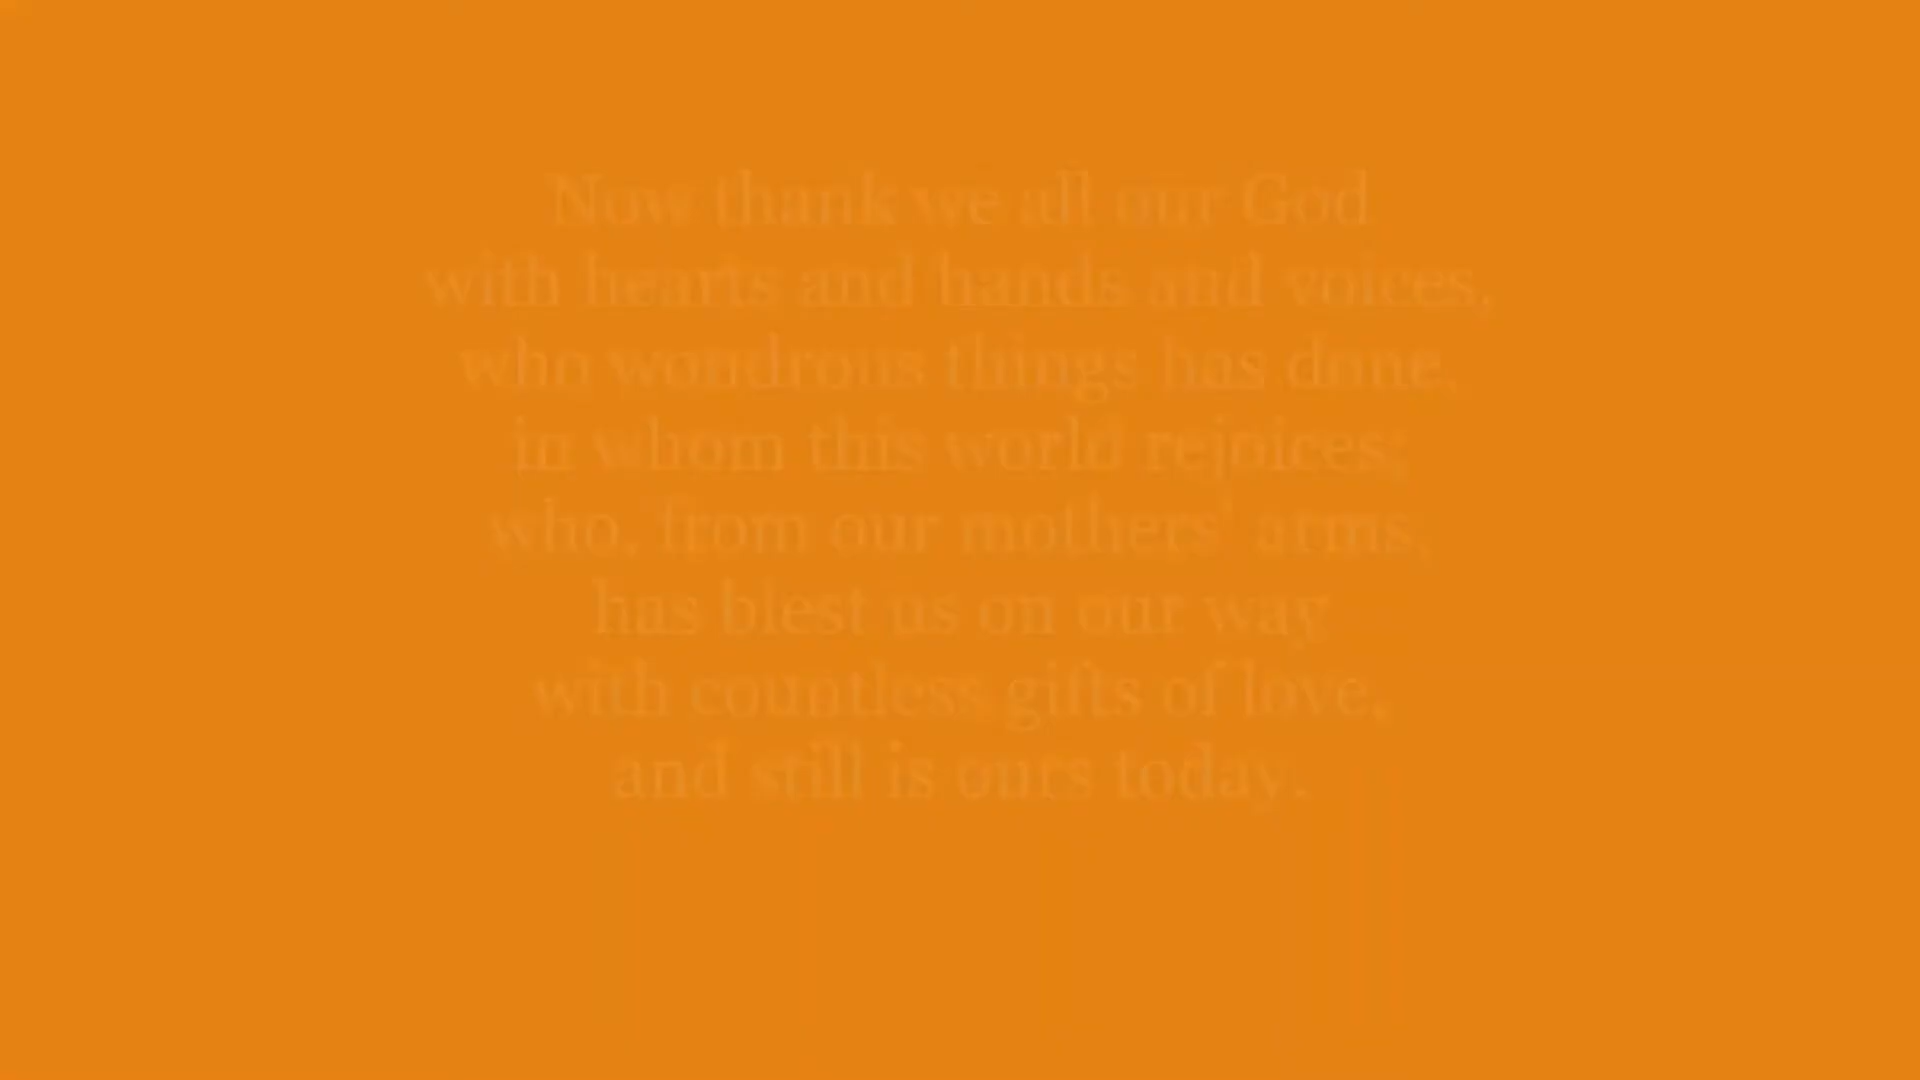 Now thank we all our God
with hearts and hands and voices,
who wondrous things has done,
in whom this world rejoices;
who, from our mothers' arms,
has blest us on our way
with countless gifts of love,
and still is ours today.